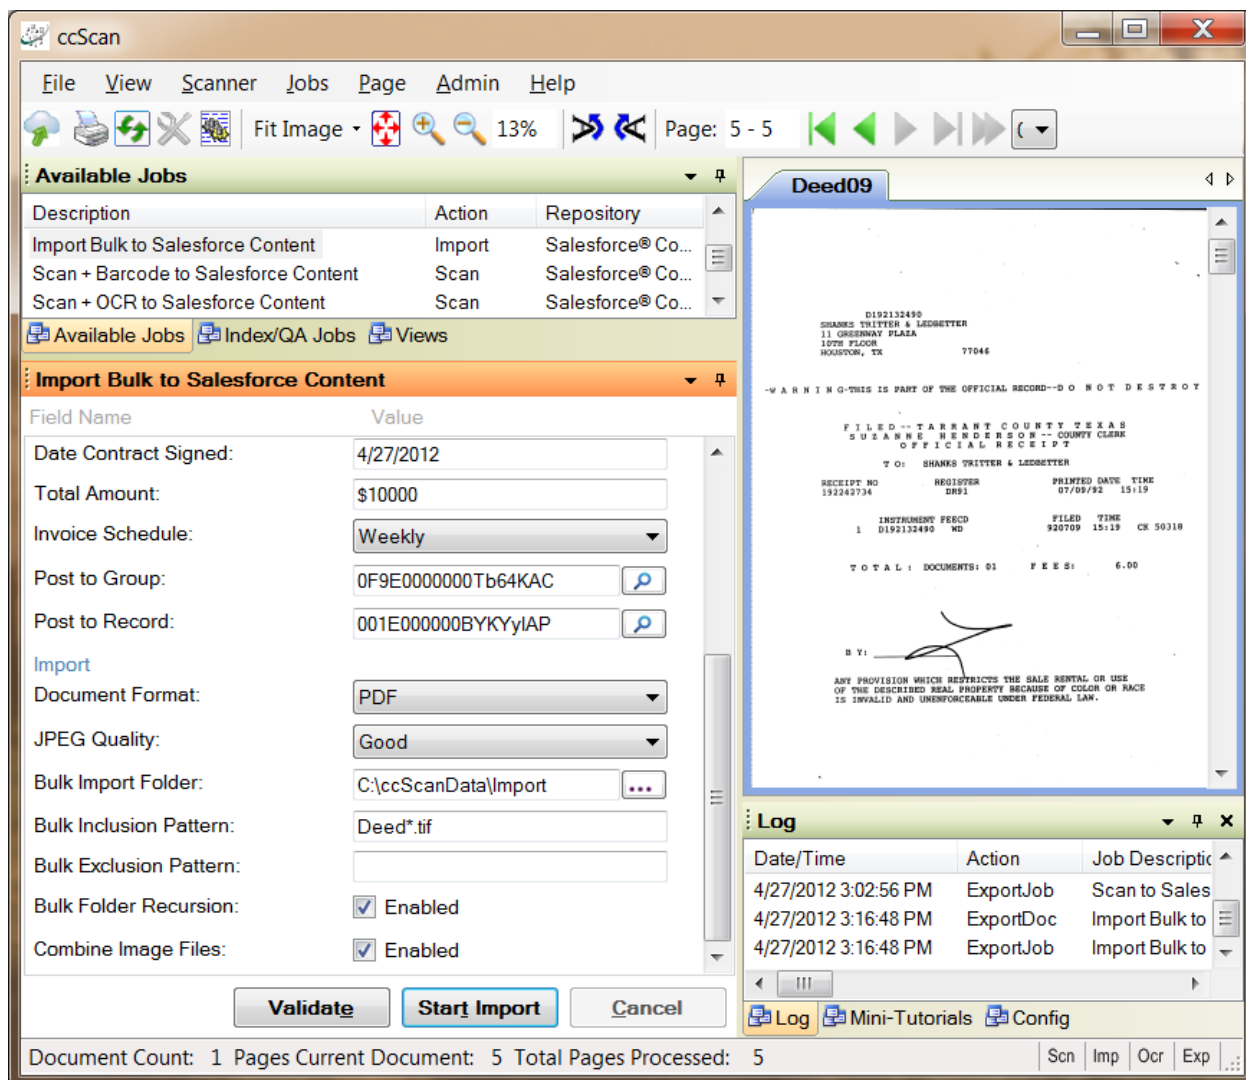 ccScan
File View Scanner Jobs Page Admin Help
Fit Image 13% Page: 5 - 5 (
Available Jobs
Description Action Repository
Import Bulk to Salesforce Content Import Salesforce® Co...
Scan + Barcode to Salesforce Content Scan Salesforce® Co...
Scan + OCR to Salesforce Content Scan Salesforce® Co...
Available Jobs Index/QA Jobs Views
Import Bulk to Salesforce Content
Field Name Value
Date Contract Signed: 4/27/2012
Total Amount: $10000
Invoice Schedule: Weekly
Post to Group: 0F9E0000000Tb64KAC
Post to Record: 001E000000BYKYyIAP
Import
Document Format: PDF
JPEG Quality: Good
Bulk Import Folder: C:\ccScanData\Import ...
Bulk Inclusion Pattern: Deed*.tif
Bulk Exclusion Pattern:
Bulk Folder Recursion: Enabled
Combine Image Files: Enabled
Validate Start Import Cancel
Deed09
D192132490
SHANKS TRITTER & LEDBETTER
11 GREENWAY PLAZA
10TH FLOOR
HOUSTON, TX 77046
-W A R N I N G-THIS IS PART OF THE OFFICIAL RECORD--D O N O T D E S T R O Y
F I L E D -- T A R R A N T C O U N T Y T E X A S
S U Z A N N E H E N D E R S O N -- COUNTY CLERK
O F F I C I A L R E C E I P T
T O: SHANKS TRITTER & LEDBETTER
RECEIPT NO REGISTER PRINTED DATE TIME
192242734 DR91 07/09/92 15:19
INSTRUMENT FEECD FILED TIME
1 D192132490 WD 920709 15:19 CK 50318
T O T A L : DOCUMENTS: 01 F E E S: 6.00
B Y:
ANY PROVISION WHICH RESTRICTS THE SALE RENTAL OR USE
OF THE DESCRIBED REAL PROPERTY BECAUSE OF COLOR OR RACE
IS INVALID AND UNENFORCEABLE UNDER FEDERAL LAW.
Log
Date/Time Action Job Descriptic
4/27/2012 3:02:56 PM ExportJob Scan to Sales
4/27/2012 3:16:48 PM ExportDoc Import Bulk to
4/27/2012 3:16:48 PM ExportJob Import Bulk to
Log Mini-Tutorials Config
Document Count: 1 Pages Current Document: 5 Total Pages Processed: 5 Scn Imp Ocr Exp